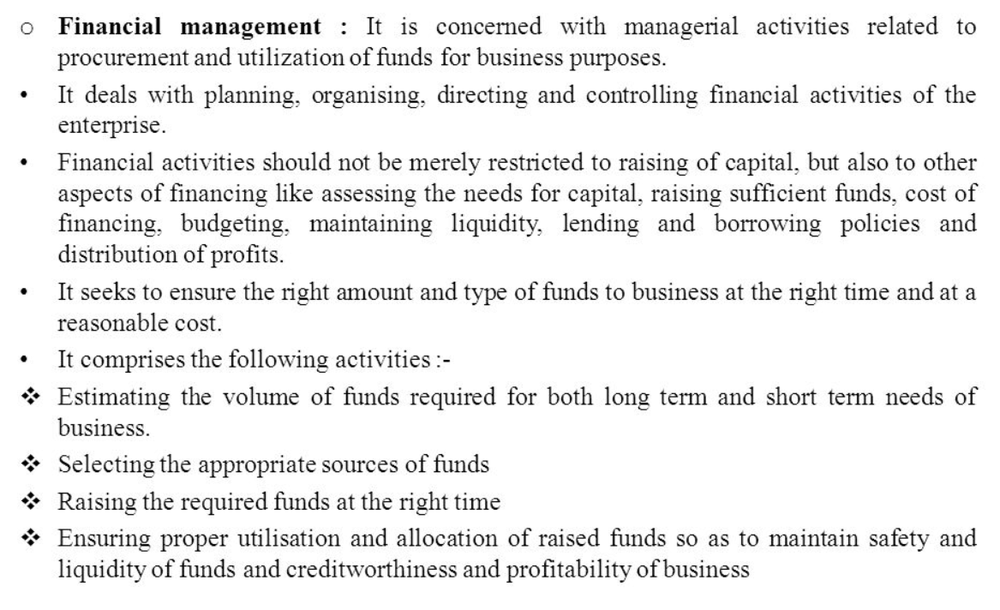 ○ Financial management : It is concerned with managerial activities related to
procurement and utilization of funds for business purposes.
• It deals with planning, organising, directing and controlling financial activities of the
enterprise.
• Financial activities should not be merely restricted to raising of capital, but also to other
aspects of financing like assessing the needs for capital, raising sufficient funds, cost of
financing, budgeting, maintaining liquidity, lending and borrowing policies and
distribution of profits.
• It seeks to ensure the right amount and type of funds to business at the right time and at a
reasonable cost.
• It comprises the following activities :-
❖ Estimating the volume of funds required for both long term and short term needs of
business.
❖ Selecting the appropriate sources of funds
❖ Raising the required funds at the right time
❖ Ensuring proper utilisation and allocation of raised funds so as to maintain safety and
liquidity of funds and creditworthiness and profitability of business